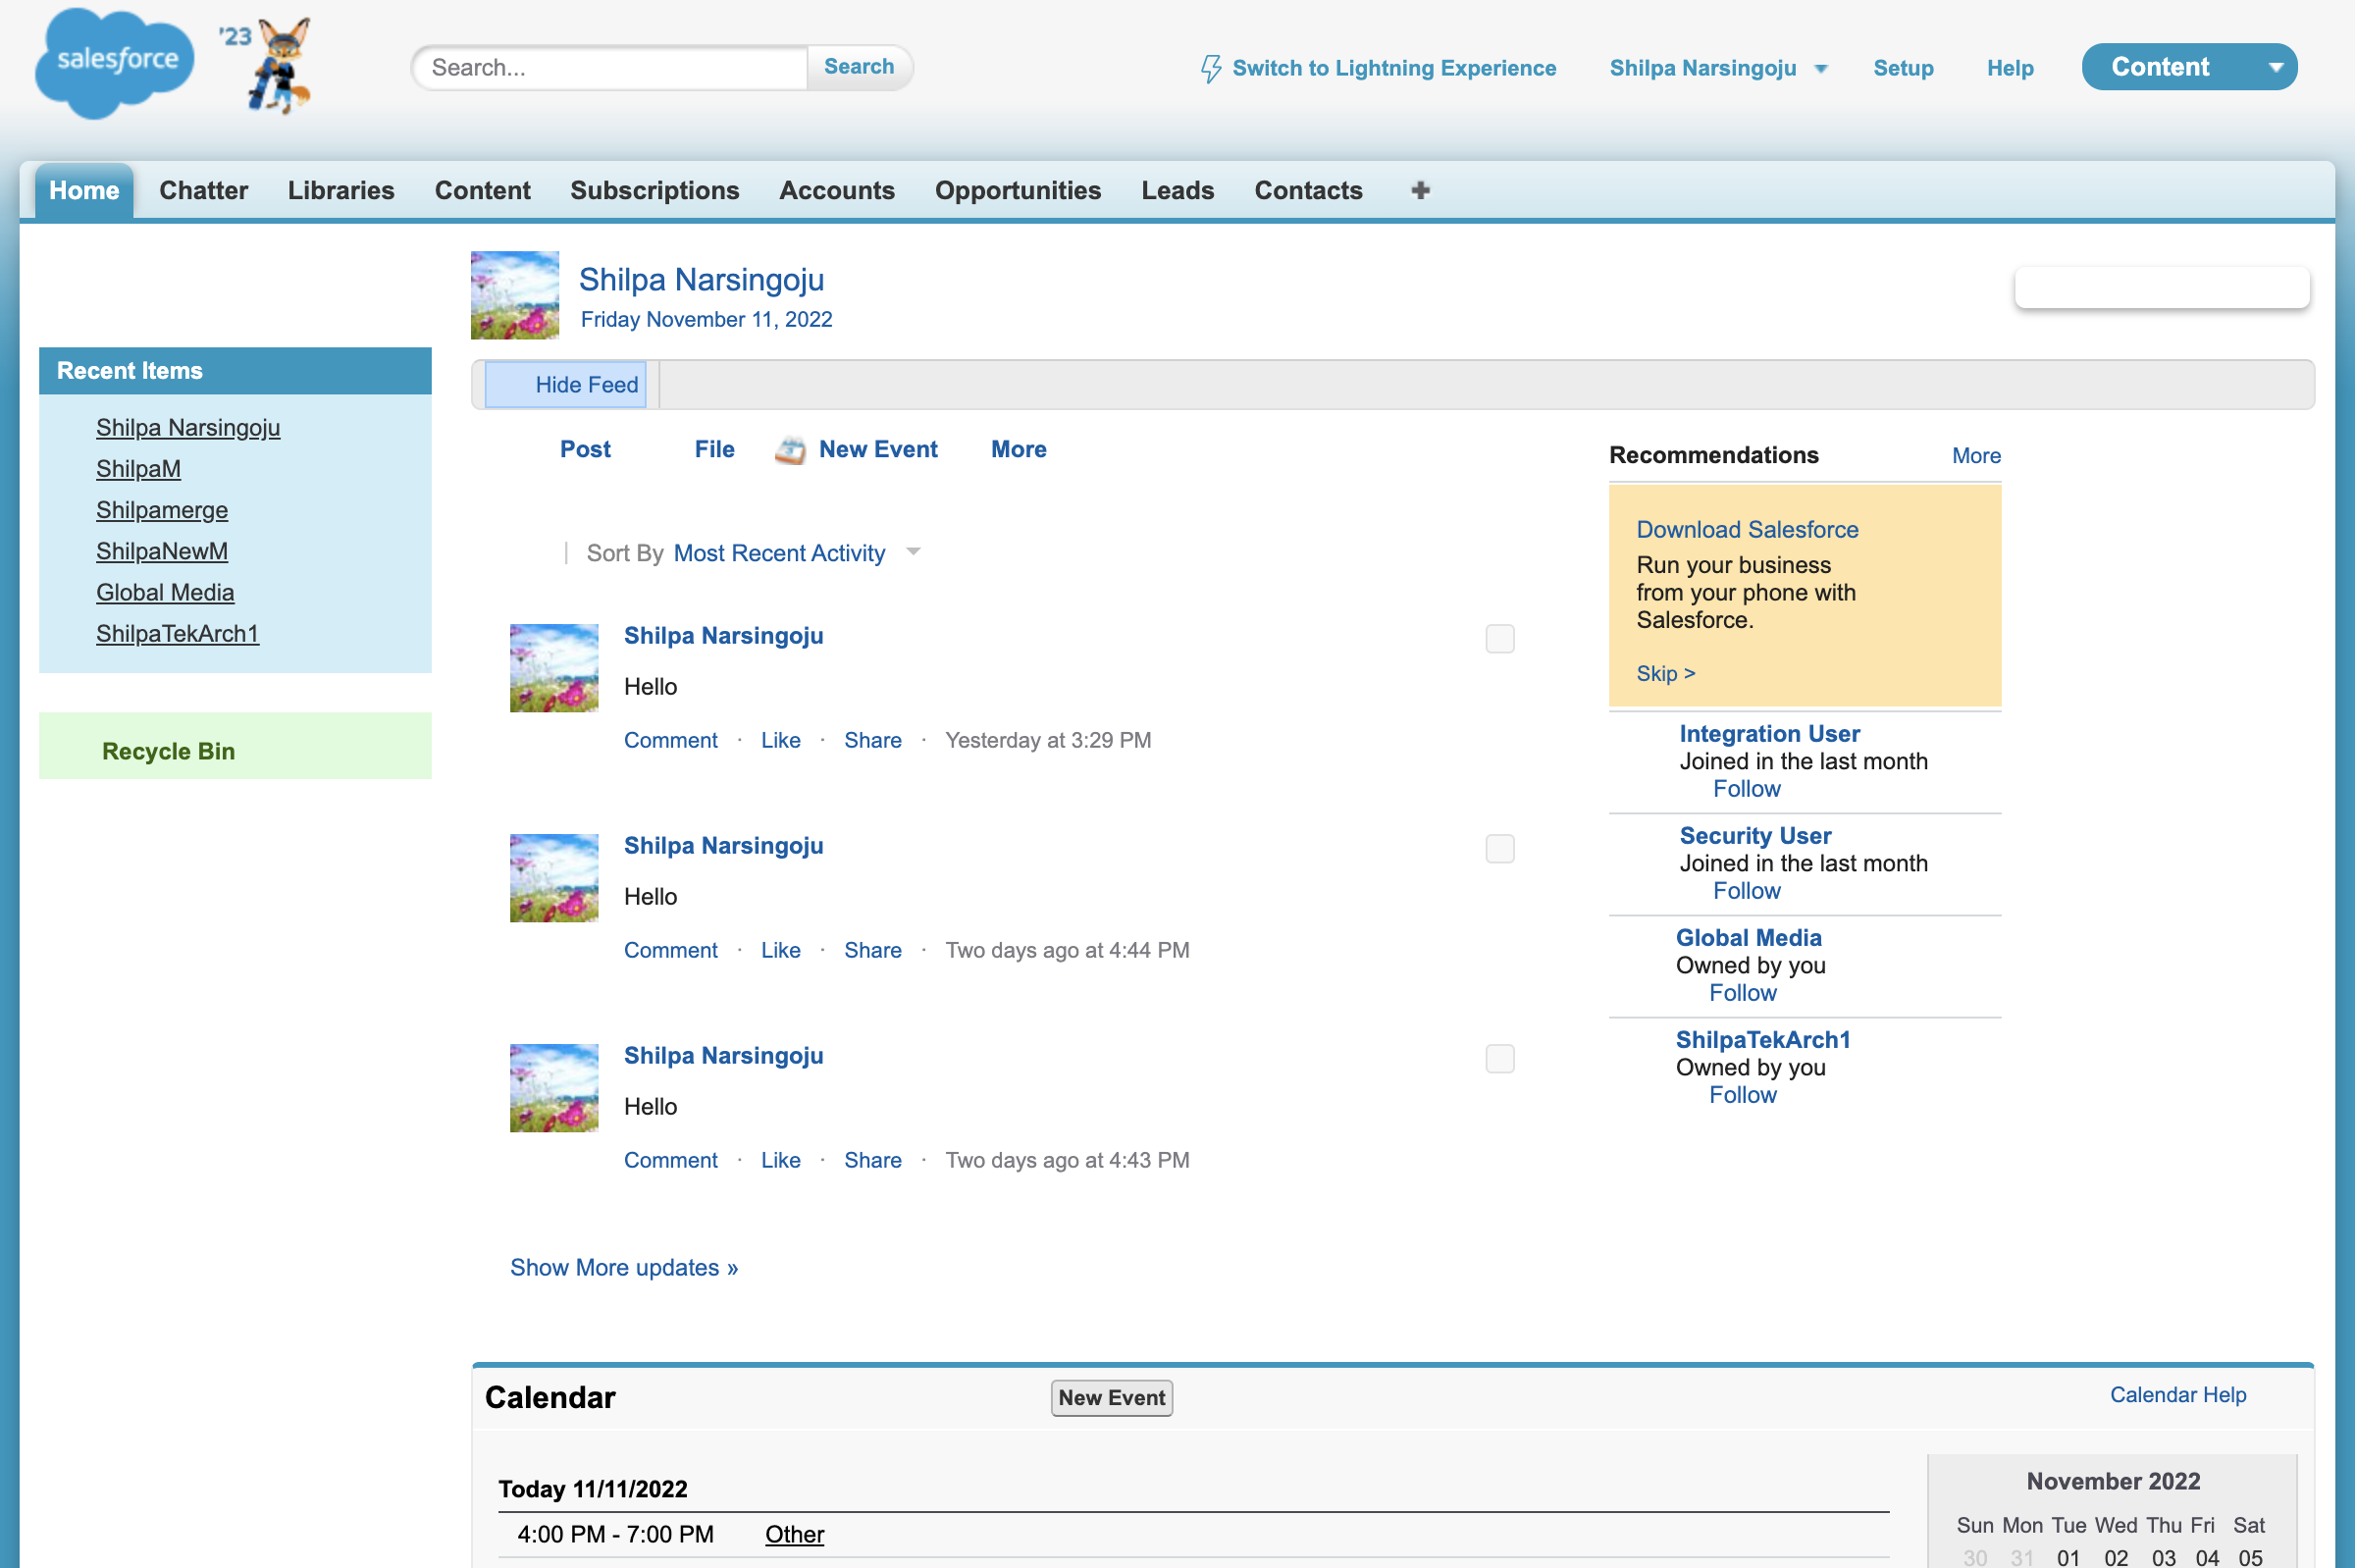 salesforce
'23
Search...
Search
Switch to Lightning Experience
Shilpa Narsingoju
Setup
Help
Content
Home
Chatter
Libraries
Content
Subscriptions
Accounts
Opportunities
Leads
Contacts
Shilpa Narsingoju
Friday November 11, 2022
Recent Items
Shilpa Narsingoju
ShilpaM
Shilpamerge
ShilpaNewM
Global Media
ShilpaTekArch1
Recycle Bin
Hide Feed
Post
File
New Event
More
Sort By Most Recent Activity
Shilpa Narsingoju
Hello
Comment · Like · Share · Yesterday at 3:29 PM
Shilpa Narsingoju
Hello
Comment · Like · Share · Two days ago at 4:44 PM
Shilpa Narsingoju
Hello
Comment · Like · Share · Two days ago at 4:43 PM
Show More updates »
Recommendations
More
Download Salesforce
Run your business
from your phone with
Salesforce.
Skip >
Integration User
Joined in the last month
Follow
Security User
Joined in the last month
Follow
Global Media
Owned by you
Follow
ShilpaTekArch1
Owned by you
Follow
Calendar
New Event
Calendar Help
Today 11/11/2022
4:00 PM - 7:00 PM Other
November 2022
Sun Mon Tue Wed Thu Fri Sat
30 31 01 02 03 04 05